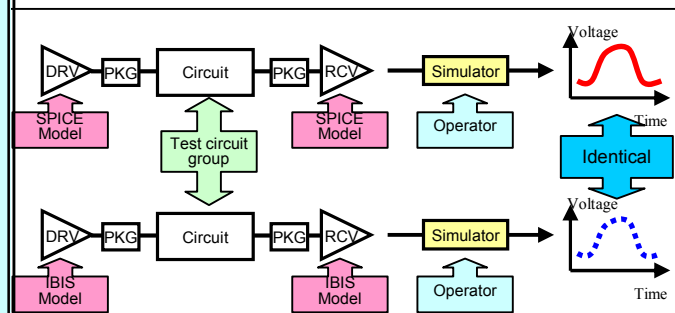 Voltage
DRV
PKG
Circuit
PKG
RCV
Simulator
SPICE
Model
Test circuit
group
SPICE
Model
Operator
Time
Identical
Voltage
DRV
PKG
Circuit
PKG
RCV
Simulator
IBIS
Model
IBIS
Model
Operator
Time